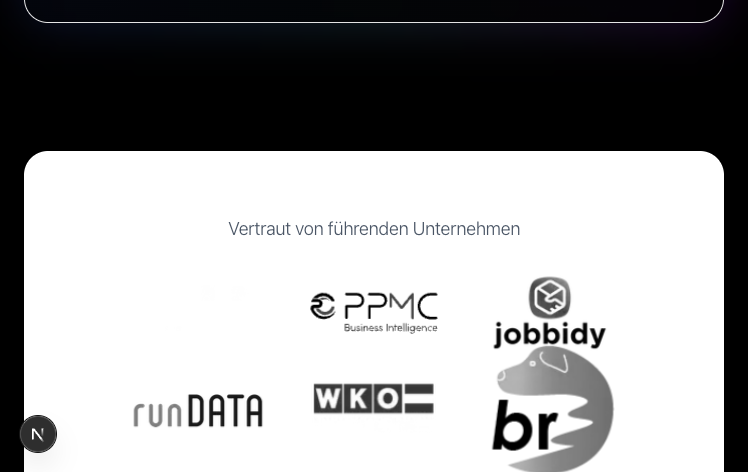 Vertraut von führenden Unternehmen
PPMC
Business Intelligence
jobbidy
runDATA
WKO
br
N